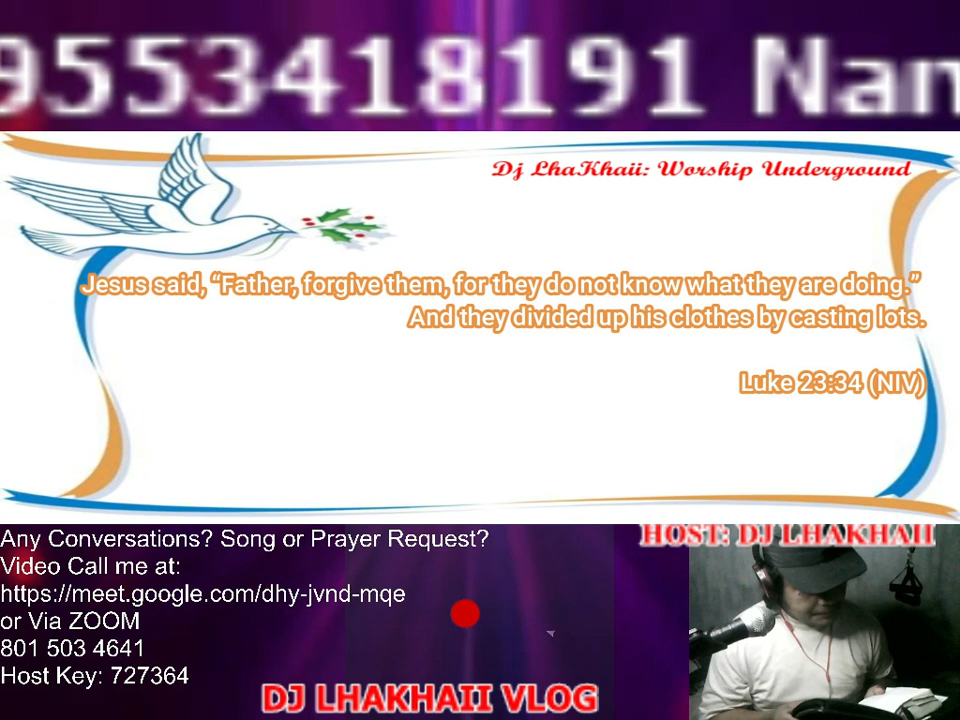 9553418191 Nan
Dj LhaKhaii: Worship Underground
Jesus said, “Father, forgive them, for they do not know what they are doing.”
And they divided up his clothes by casting lots.
Luke 23:34 (NIV)
Any Conversations? Song or Prayer Request?
Video Call me at:
https://meet.google.com/dhy-jvnd-mqe
or Via ZOOM
801 503 4641
Host Key: 727364
HOST: DJ LHAKHAII
DJ LHAKHAII VLOG